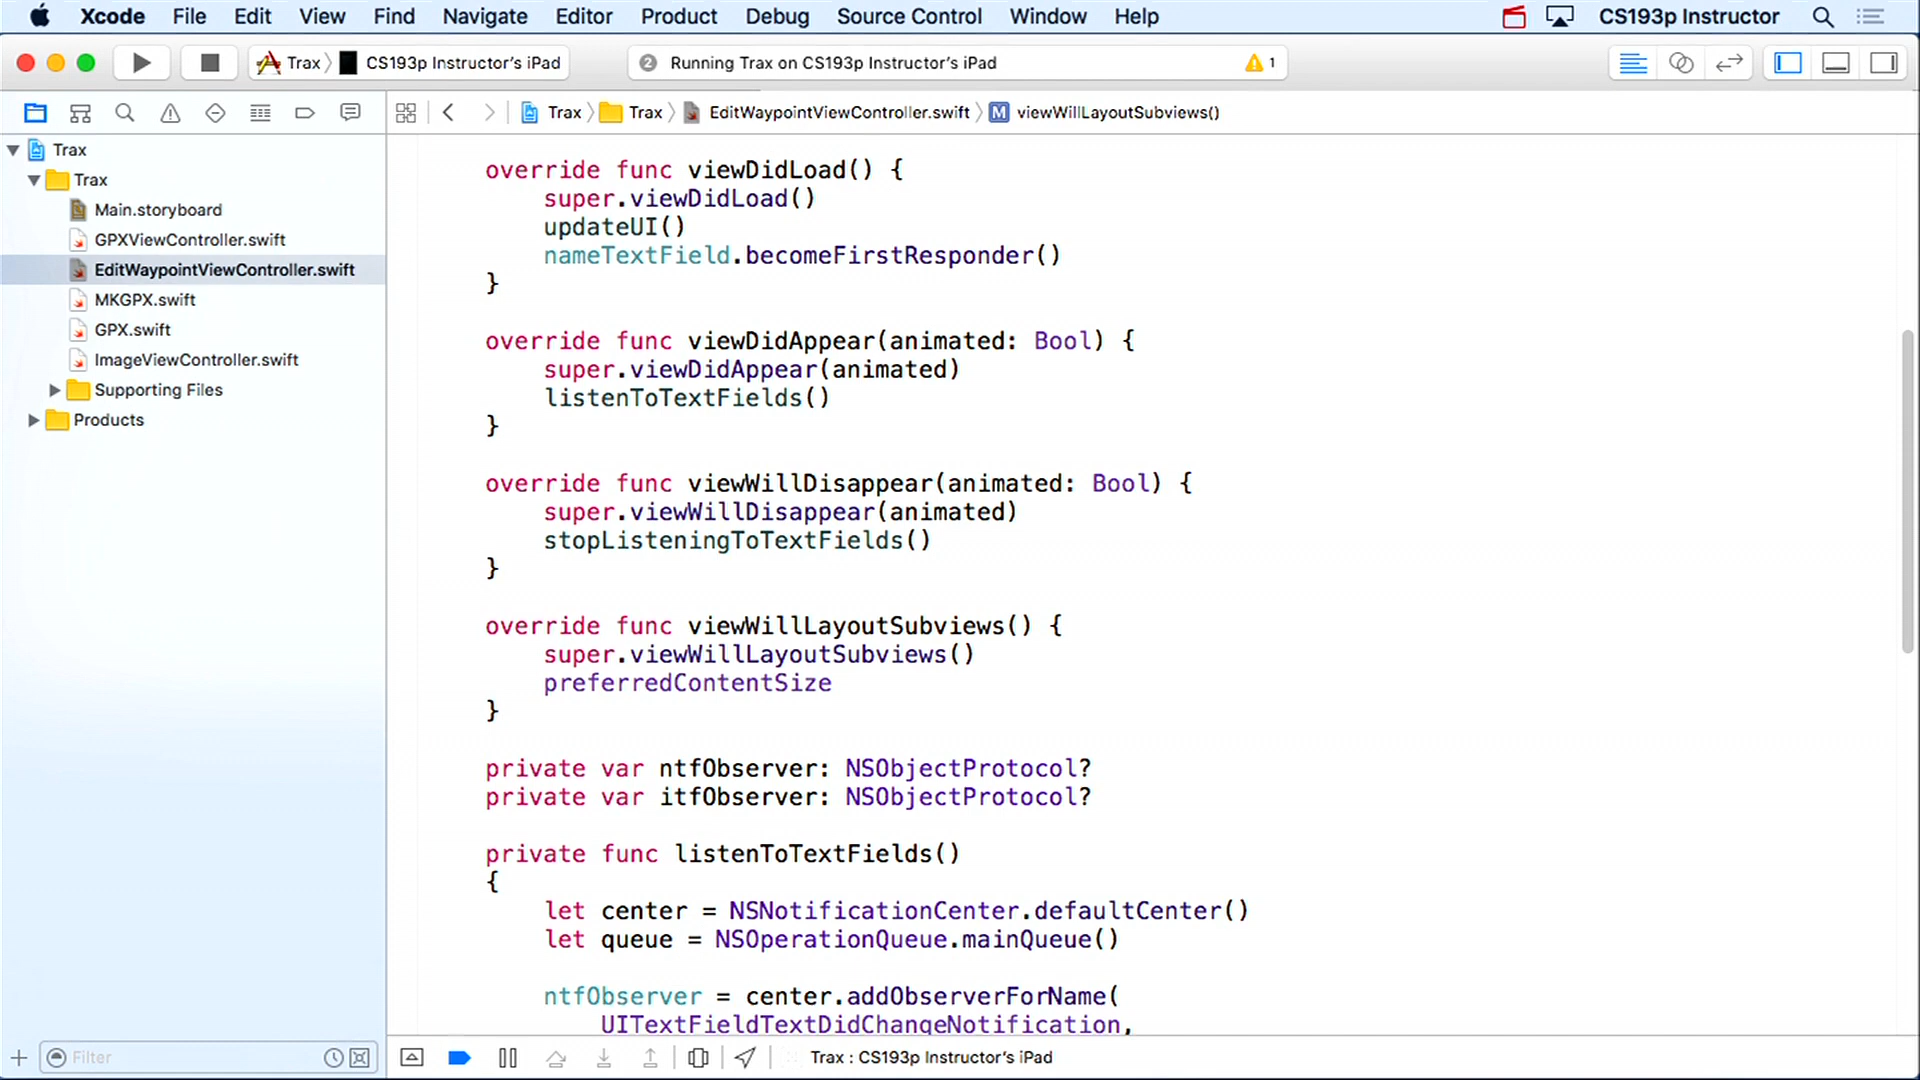 Xcode File Edit View Find Navigate Editor Product Debug Source Control Window Help CS193p Instructor
Trax CS193p Instructor's iPad 2 Running Trax on CS193p Instructor's iPad 1
Trax Trax EditWaypointViewController.swift M viewWillLayoutSubviews()
Trax
Trax
Main.storyboard
GPXViewController.swift
EditWaypointViewController.swift
MKGPX.swift
GPX.swift
ImageViewController.swift
Supporting Files
Products
override func viewDidLoad() {
super.viewDidLoad()
updateUI()
nameTextField.becomeFirstResponder()
}
override func viewDidAppear(animated: Bool) {
super.viewDidAppear(animated)
listenToTextFields()
}
override func viewWillDisappear(animated: Bool) {
super.viewWillDisappear(animated)
stopListeningToTextFields()
}
override func viewWillLayoutSubviews() {
super.viewWillLayoutSubviews()
preferredContentSize
}
private var ntfObserver: NSObjectProtocol?
private var itfObserver: NSObjectProtocol?
private func listenToTextFields()
{
let center = NSNotificationCenter.defaultCenter()
let queue = NSOperationQueue.mainQueue()
ntfObserver = center.addObserverForName(
UITextFieldTextDidChangeNotification,
Filter
Trax : CS193p Instructor's iPad